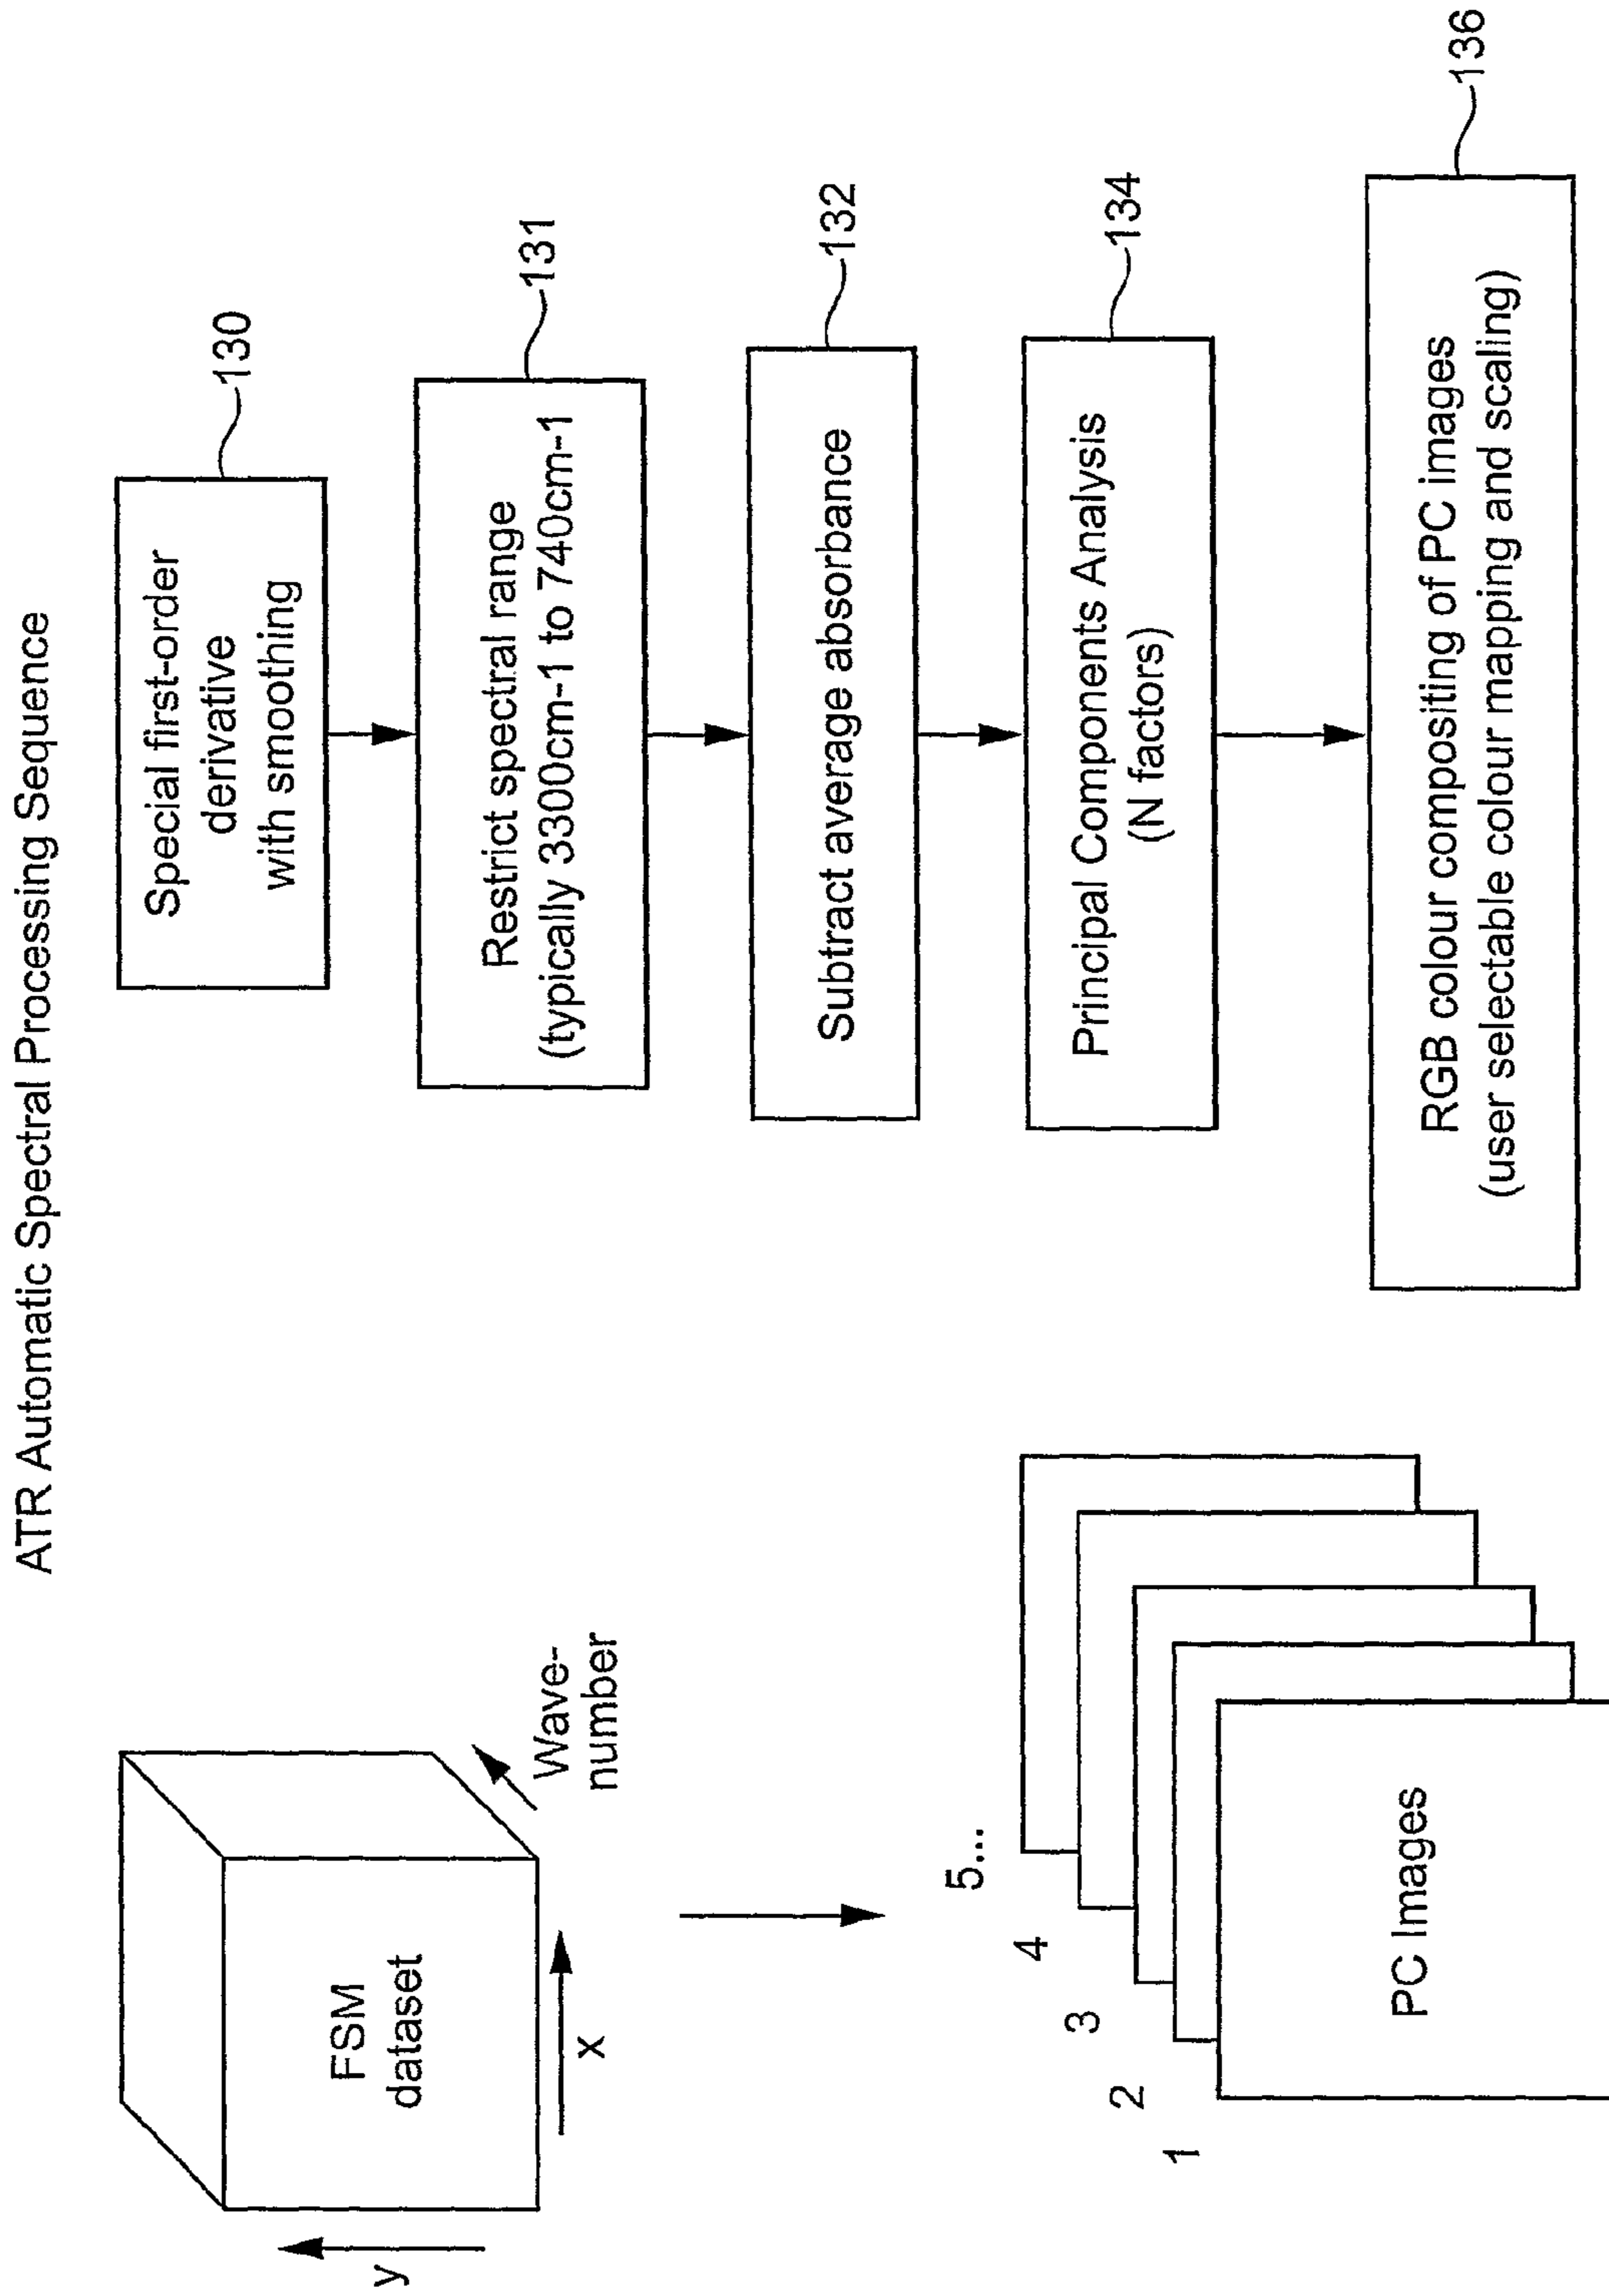 ATR Automatic Spectral Processing Sequence
FSM
dataset
y
x
Wave-
number
5...
4
3
2
1
PC Images
Special first-order
derivative
with smoothing
130
Restrict spectral range
(typically 3300cm-1 to 740cm-1
131
Subtract average absorbance
132
Principal Components Analysis
(N factors)
134
RGB colour compositing of PC images
(user selectable colour mapping and scaling)
136